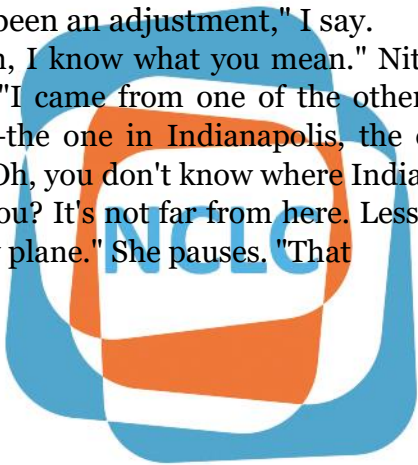 been an adjustment," I say.
I know what you mean." Nit
"I came from one of the other
-the one in Indianapolis, the
Oh, you don't know where India
ou? It's not far from here. Less
plane." She pauses. "That
NCLC